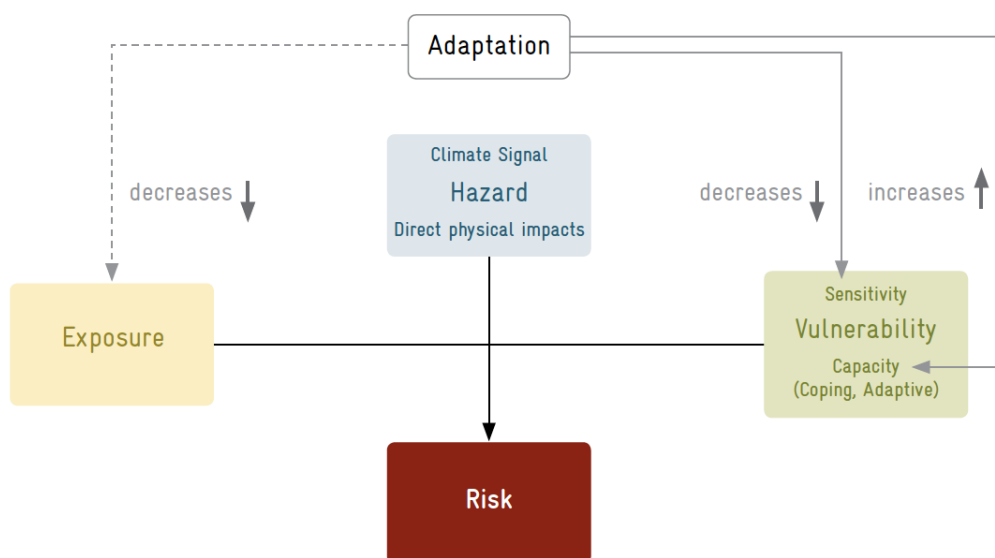 Adaptation
Climate Signal
Hazard
Direct physical impacts
decreases
decreases
increases
Exposure
Sensitivity
Vulnerability
Capacity
(Coping, Adaptive)
Risk